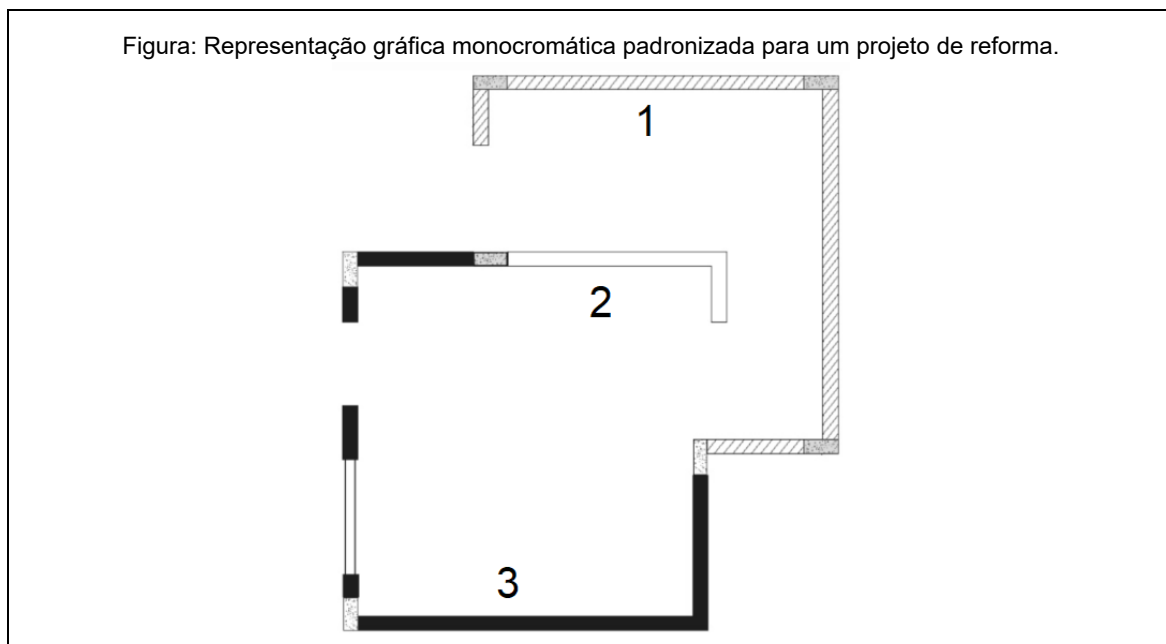 Figura: Representação gráfica monocromática padronizada para um projeto de reforma.
1
2
3